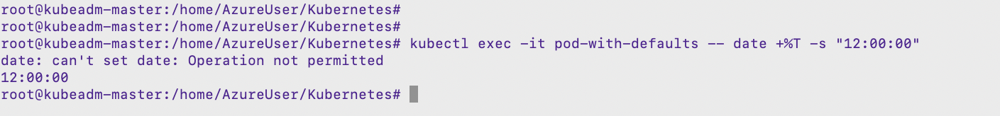 root@kubeadm-master:/home/AzureUser/Kubernetes#
root@kubeadm-master:/home/AzureUser/Kubernetes#
root@kubeadm-master:/home/AzureUser/Kubernetes# kubectl exec -it pod-with-defaults -- date +%T -s "12:00:00"
date: can't set date: Operation not permitted
12:00:00
root@kubeadm-master:/home/AzureUser/Kubernetes#